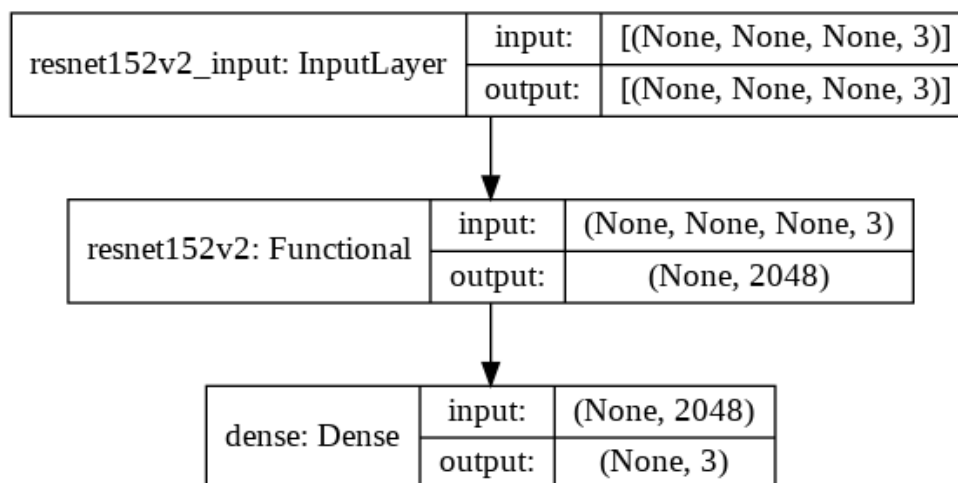 resnet152v2_input: InputLayer
input: [(None, None, None, 3)]
output: [(None, None, None, 3)]
resnet152v2: Functional
input: (None, None, None, 3)
output: (None, 2048)
dense: Dense
input: (None, 2048)
output: (None, 3)